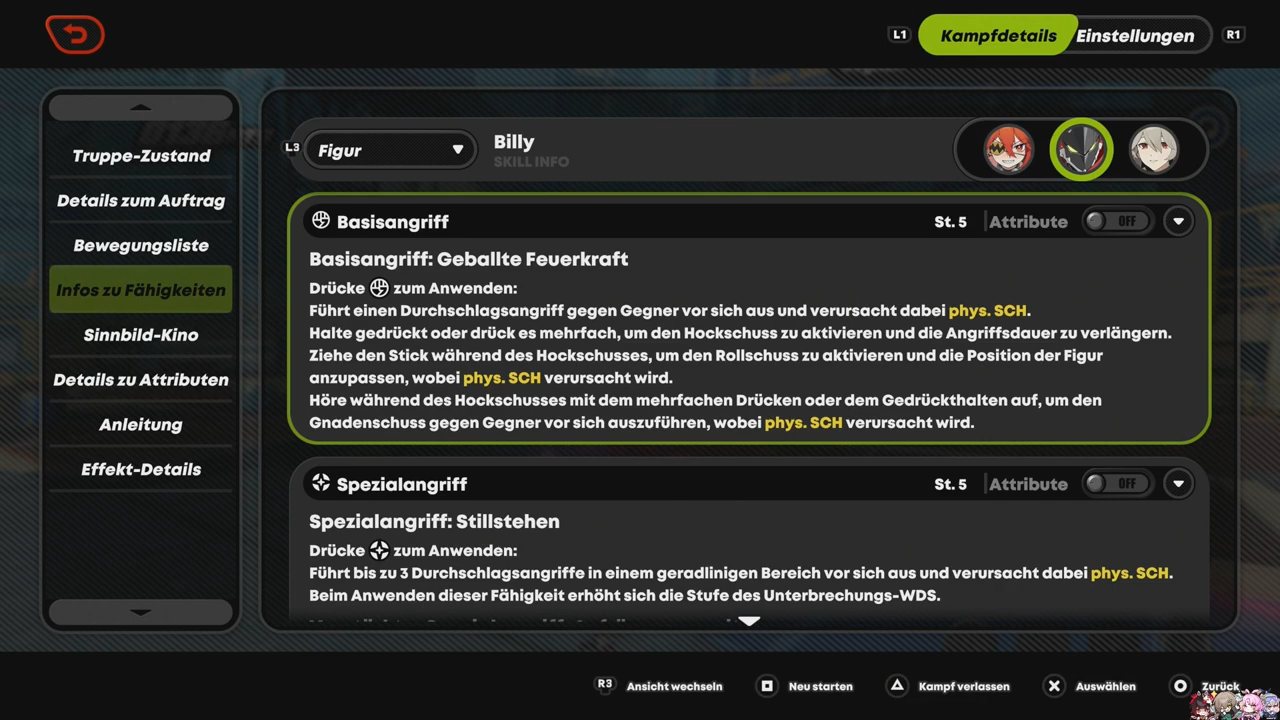 L1 Kampfdetails Einstellungen R1
Truppe-Zustand
Details zum Auftrag
Bewegungsliste
Infos zu Fähigkeiten
Sinnbild-Kino
Details zu Attributen
Anleitung
Effekt-Details
L3 Figur
Billy
SKILL INFO
Basisangriff St. 5 Attribute OFF
Basisangriff: Geballte Feuerkraft
Drücke zum Anwenden:
Führt einen Durchschlagsangriff gegen Gegner vor sich aus und verursacht dabei phys. SCH.
Halte gedrückt oder drück es mehrfach, um den Hockschuss zu aktivieren und die Angriffsdauer zu verlängern.
Ziehe den Stick während des Hockschusses, um den Rollschuss zu aktivieren und die Position der Figur
anzupassen, wobei phys. SCH verursacht wird.
Höre während des Hockschusses mit dem mehrfachen Drücken oder dem Gedrückthalten auf, um den
Gnadenschuss gegen Gegner vor sich auszuführen, wobei phys. SCH verursacht wird.
Spezialangriff St. 5 Attribute OFF
Spezialangriff: Stillstehen
Drücke zum Anwenden:
Führt bis zu 3 Durchschlagsangriffe in einem geradlinigen Bereich vor sich aus und verursacht dabei phys. SCH.
Beim Anwenden dieser Fähigkeit erhöht sich die Stufe des Unterbrechungs-WDS.
R3 Ansicht wechseln Neu starten Kampf verlassen Auswählen Zurück